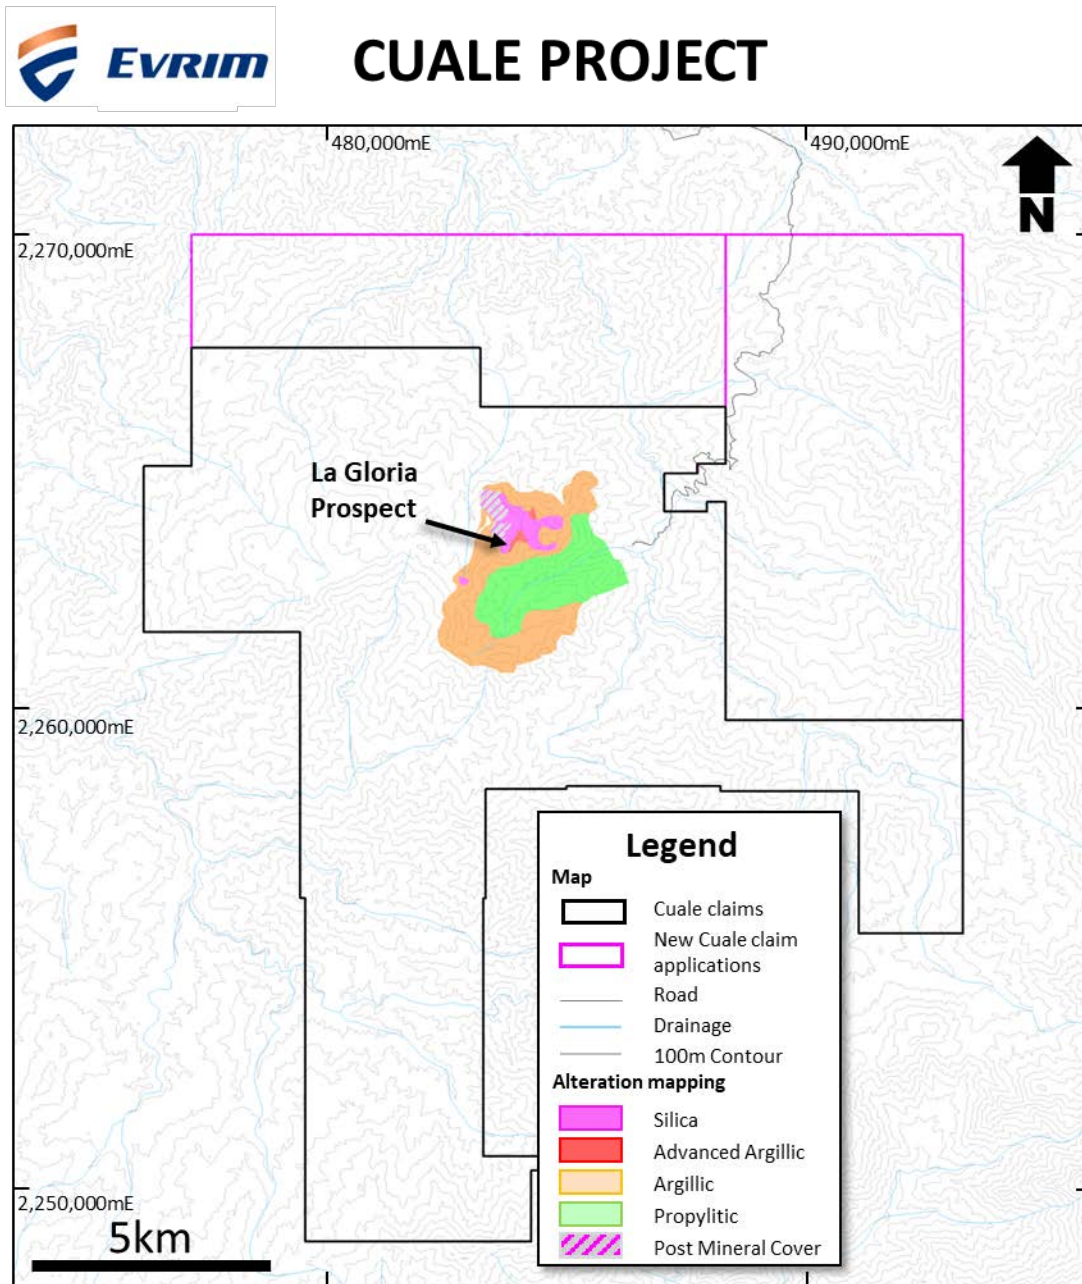 EVRIM
CUALE PROJECT
480,000mE
490,000mE
N
2,270,000mE
La Gloria
Prospect
2,260,000mE
2,250,000mE
5km
Legend
Map
Cuale claims
New Cuale claim
applications
Road
Drainage
100m Contour
Alteration mapping
Silica
Advanced Argillic
Argillic
Propylitic
Post Mineral Cover